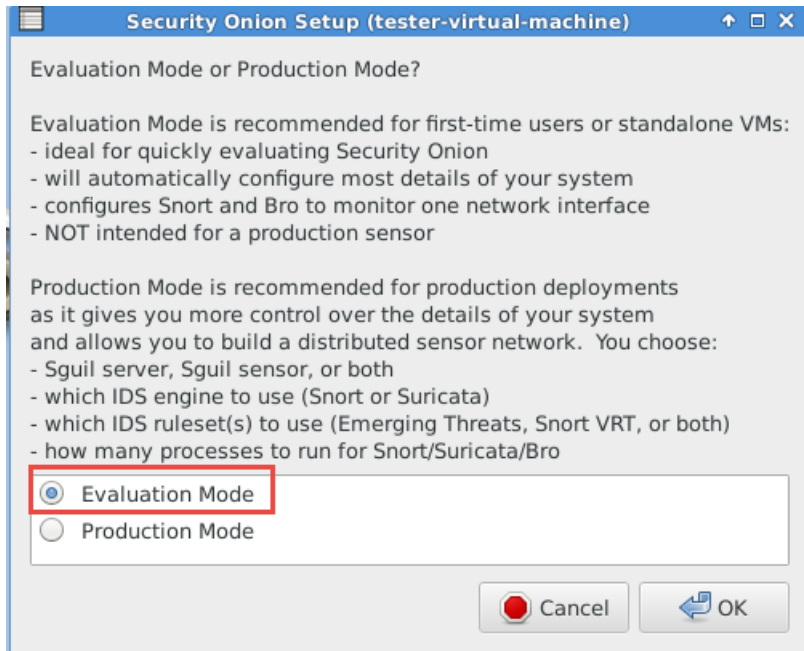 Security Onion Setup (tester-virtual-machine)
Evaluation Mode or Production Mode?
Evaluation Mode is recommended for first-time users or standalone VMs:
- ideal for quickly evaluating Security Onion
- will automatically configure most details of your system
- configures Snort and Bro to monitor one network interface
- NOT intended for a production sensor
Production Mode is recommended for production deployments
as it gives you more control over the details of your system
and allows you to build a distributed sensor network.  You choose:
- Sguil server, Sguil sensor, or both
- which IDS engine to use (Snort or Suricata)
- which IDS ruleset(s) to use (Emerging Threats, Snort VRT, or both)
- how many processes to run for Snort/Suricata/Bro
Evaluation Mode
Production Mode
Cancel
OK